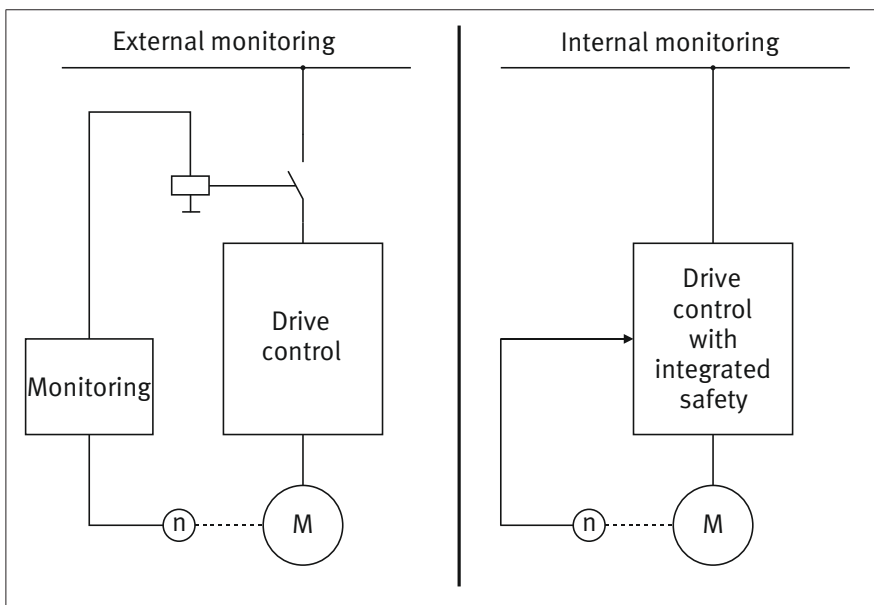 External monitoring
Drive
control
Monitoring
n
M
Internal monitoring
Drive
control
with
integrated
safety
n
M